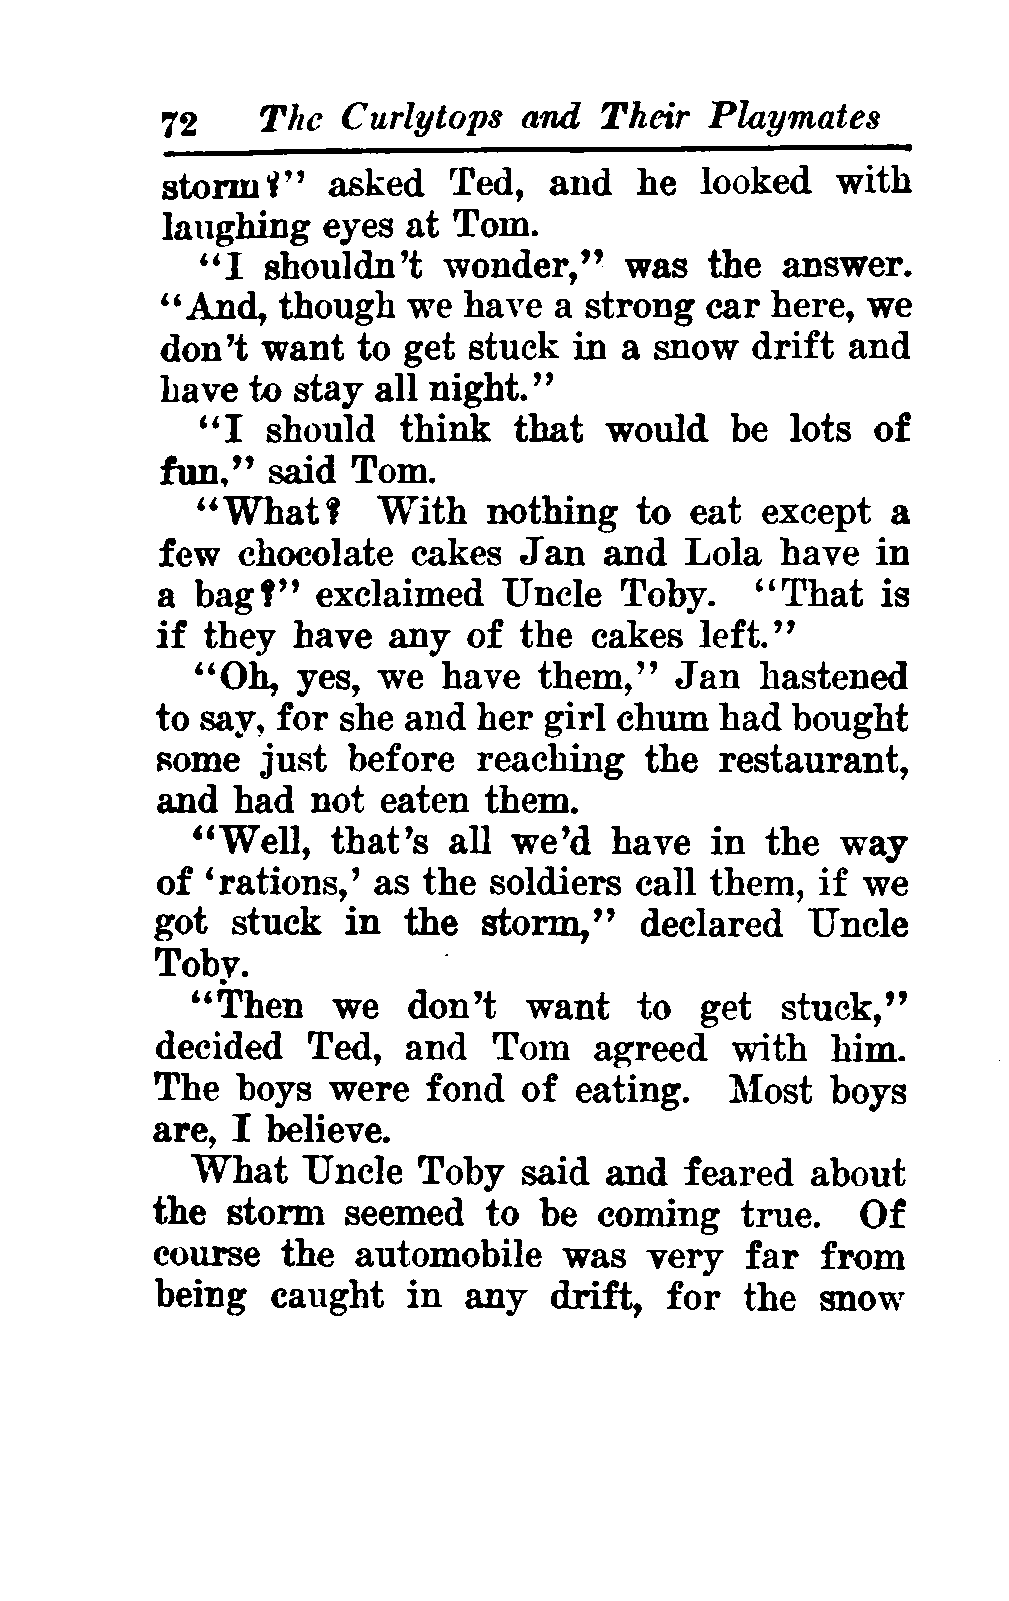 72 The Curlytops and Their Playmates
storm?" asked Ted, and he looked with
laughing eyes at Tom.
"I shouldn't wonder," was the answer.
"And, though we have a strong car here, we
don't want to get stuck in a snow drift and
have to stay all night."
"I should think that would be lots of
fun," said Tom.
"What? With nothing to eat except a
few chocolate cakes Jan and Lola have in
a bag?" exclaimed Uncle Toby. "That is
if they have any of the cakes left."
"Oh, yes, we have them," Jan hastened
to say, for she and her girl chum had bought
some just before reaching the restaurant,
and had not eaten them.
"Well, that's all we'd have in the way
of 'rations,' as the soldiers call them, if we
got stuck in the storm," declared Uncle
Toby.
"Then we don't want to get stuck,"
decided Ted, and Tom agreed with him.
The boys were fond of eating. Most boys
are, I believe.
What Uncle Toby said and feared about
the storm seemed to be coming true. Of
course the automobile was very far from
being caught in any drift, for the snow